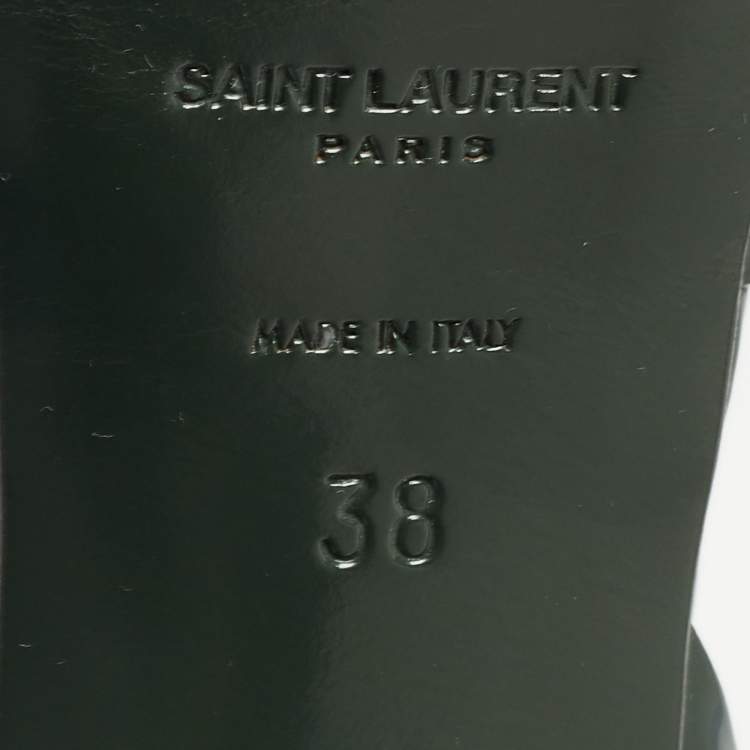 SAINT LAURENT
PARIS
MADE IN ITALY
38